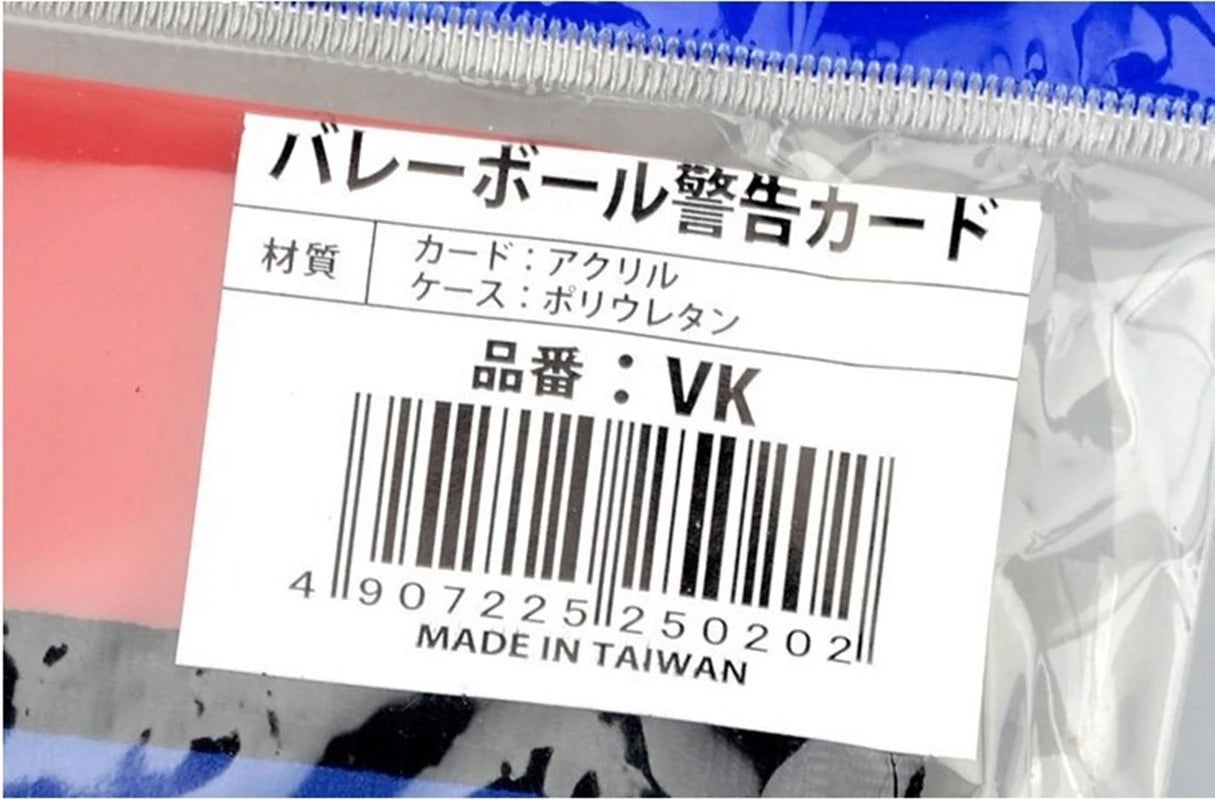 バレーボール警告カード
材質
カード：アクリル
ケース：ポリウレタン
品番：VK
4 907225 250202
MADE IN TAIWAN